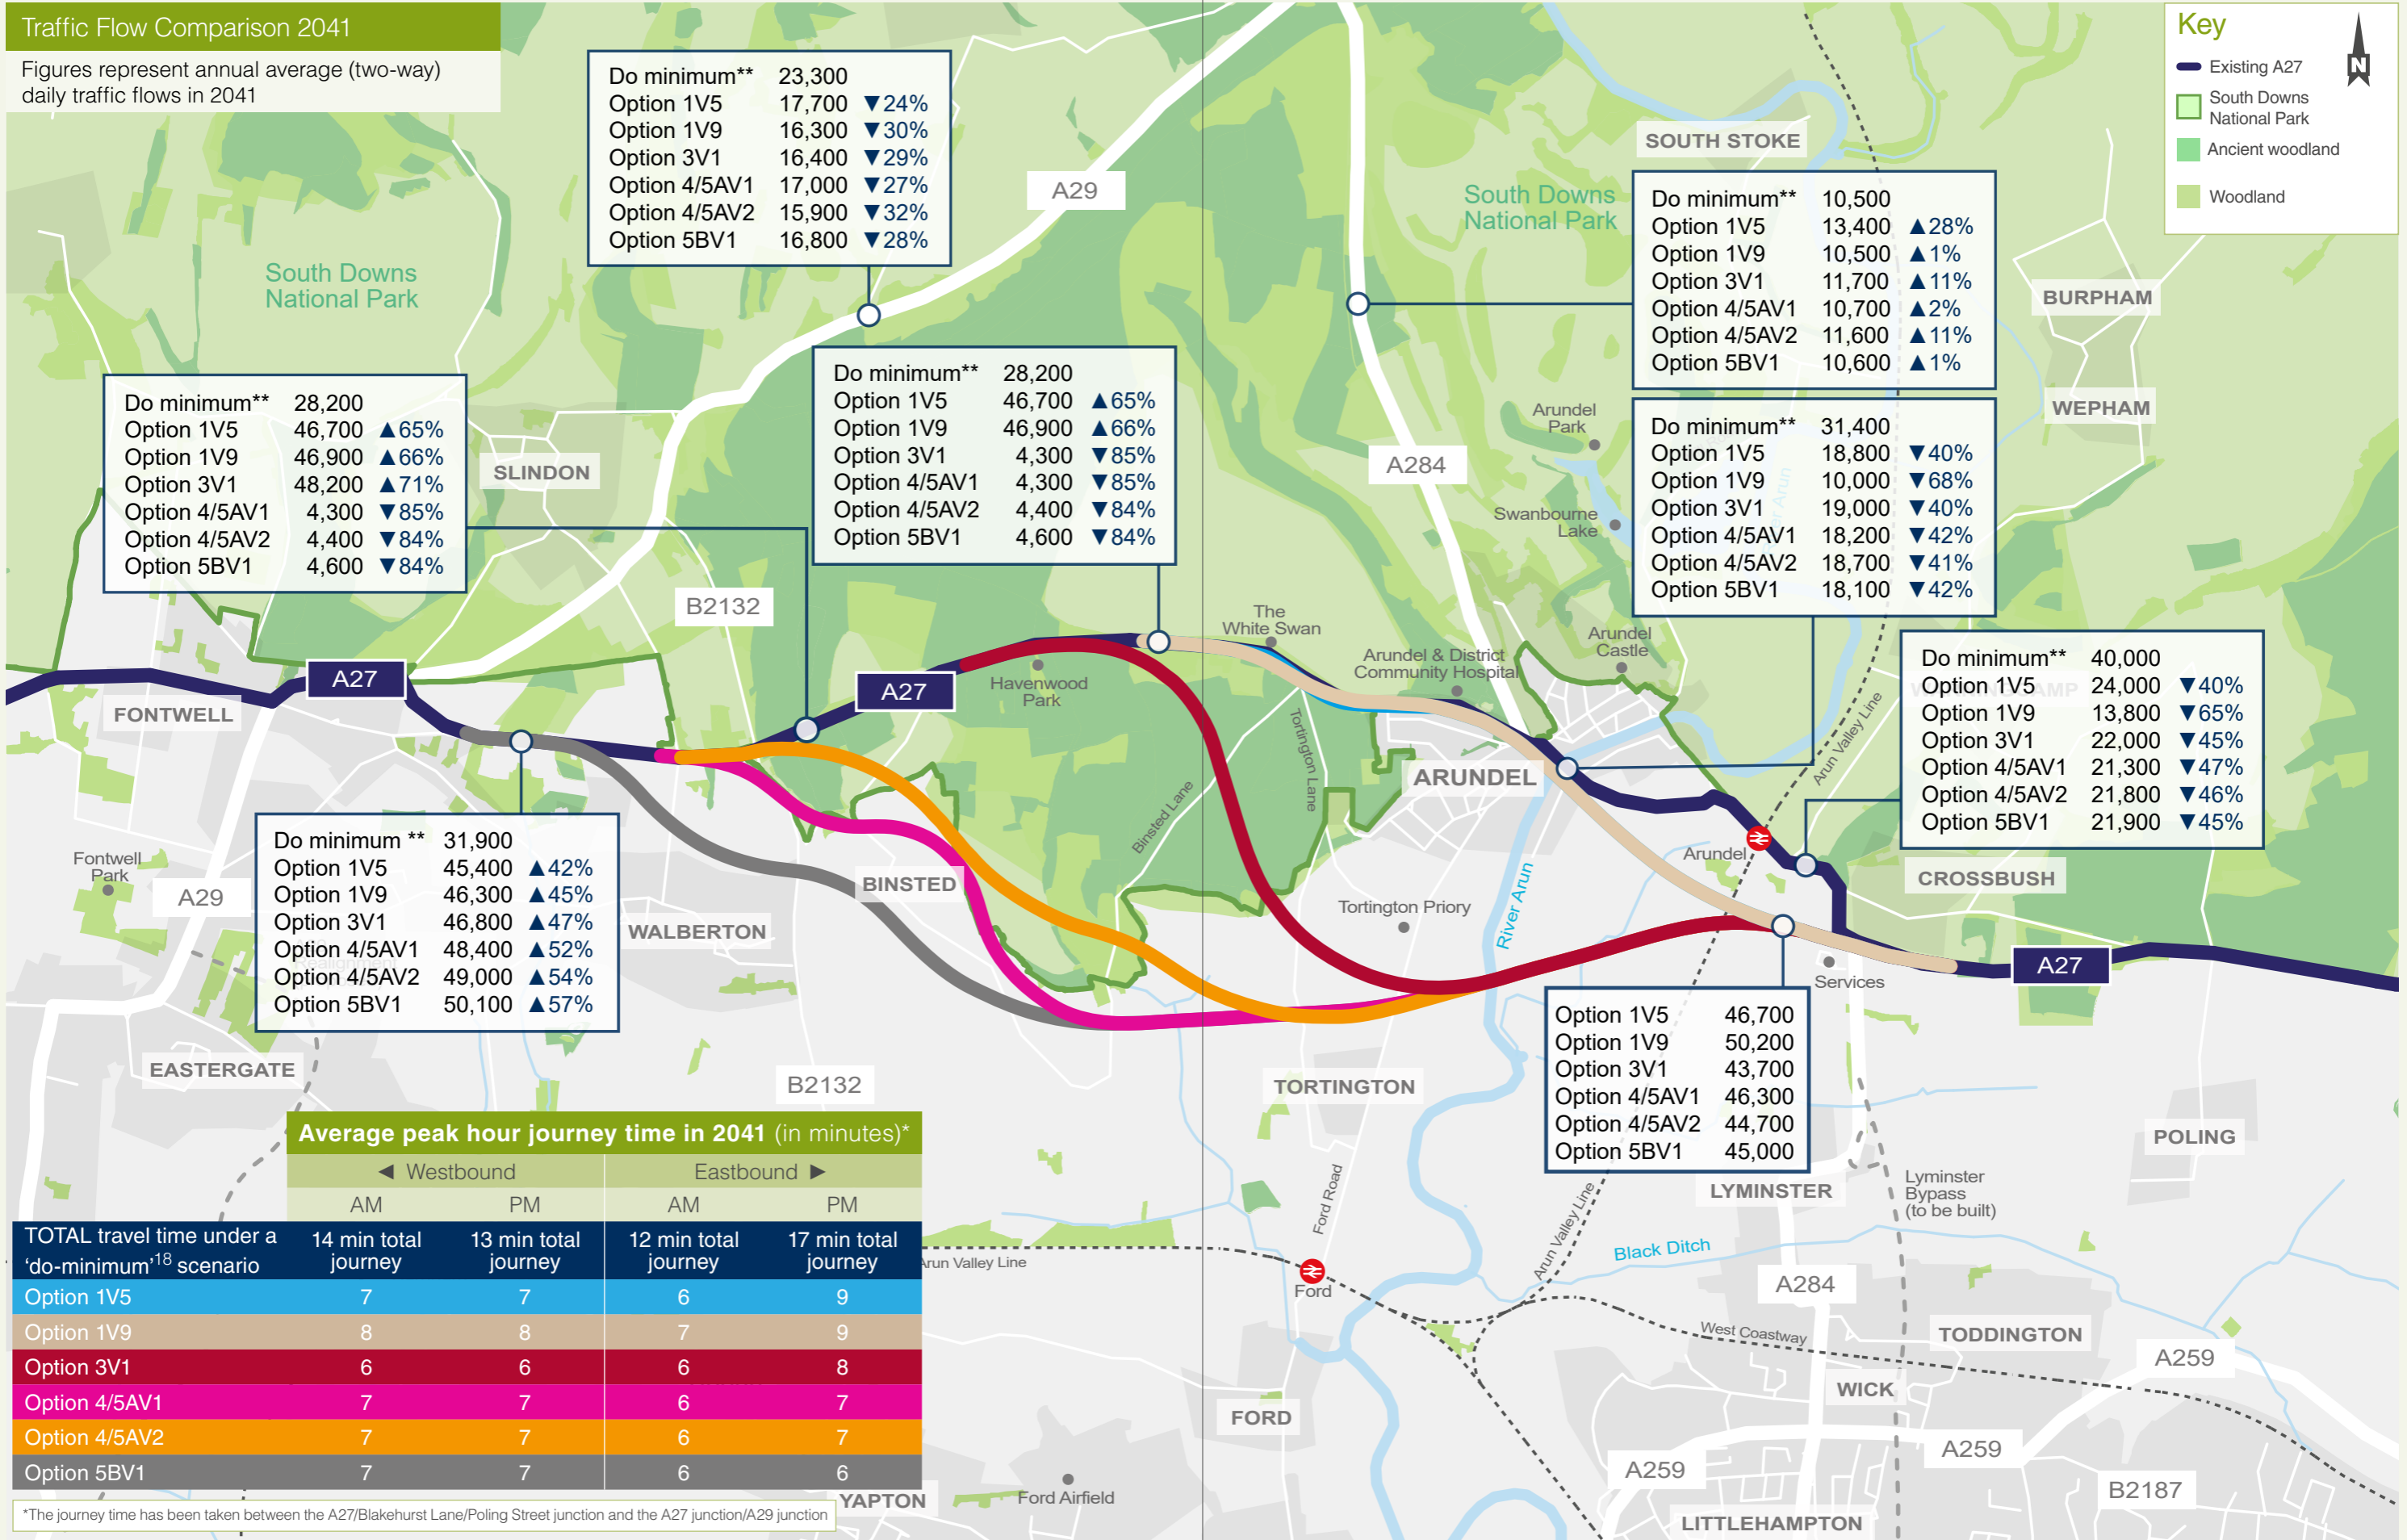 Traffic Flow Comparison 2041
Figures represent annual average (two-way)
daily traffic flows in 2041
Key
N
Existing A27
South Downs
National Park
Ancient woodland
Woodland
Do minimum** 23,300
Option 1V5 17,700 ▼24%
Option 1V9 16,300 ▼30%
Option 3V1 16,400 ▼29%
Option 4/5AV1 17,000 ▼27%
Option 4/5AV2 15,900 ▼32%
Option 5BV1 16,800 ▼28%
A29
SOUTH STOKE
South Downs
National Park
Do minimum** 10,500
Option 1V5 13,400 ▲28%
Option 1V9 10,500 ▲1%
Option 3V1 11,700 ▲11%
Option 4/5AV1 10,700 ▲2%
Option 4/5AV2 11,600 ▲11%
Option 5BV1 10,600 ▲1%
South Downs
National Park
BURPHAM
WEPHAM
Do minimum** 28,200
Option 1V5 46,700 ▲65%
Option 1V9 46,900 ▲66%
Option 3V1 48,200 ▲71%
Option 4/5AV1 4,300 ▼85%
Option 4/5AV2 4,400 ▼84%
Option 5BV1 4,600 ▼84%
SLINDON
Do minimum** 28,200
Option 1V5 46,700 ▲65%
Option 1V9 46,900 ▲66%
Option 3V1 4,300 ▼85%
Option 4/5AV1 4,300 ▼85%
Option 4/5AV2 4,400 ▼84%
Option 5BV1 4,600 ▼84%
Arundel
Park
A284
Swanbourne
Lake
Do minimum** 31,400
Option 1V5 18,800 ▼40%
Option 1V9 10,000 ▼68%
Option 3V1 19,000 ▼40%
Option 4/5AV1 18,200 ▼42%
Option 4/5AV2 18,700 ▼41%
Option 5BV1 18,100 ▼42%
B2132
The
White Swan
Arundel & District
Community Hospital
Arundel
Castle
Do minimum** 40,000
Option 1V5 24,000 ▼40%
Option 1V9 13,800 ▼65%
Option 3V1 22,000 ▼45%
Option 4/5AV1 21,300 ▼47%
Option 4/5AV2 21,800 ▼46%
Option 5BV1 21,900 ▼45%
A27
FONTWELL
A27
Havenwood
Park
Tortington Lane
Binsted Lane
ARUNDEL
Arun Valley Line
Arundel
CROSSBUSH
Do minimum ** 31,900
Option 1V5 45,400 ▲42%
Option 1V9 46,300 ▲45%
Option 3V1 46,800 ▲47%
Option 4/5AV1 48,400 ▲52%
Option 4/5AV2 49,000 ▲54%
Option 5BV1 50,100 ▲57%
Fontwell
Park
A29
WALBERTON
BINSTED
Tortington Priory
River Arun
A27
Services
Option 1V5 46,700
Option 1V9 50,200
Option 3V1 43,700
Option 4/5AV1 46,300
Option 4/5AV2 44,700
Option 5BV1 45,000
EASTERGATE
B2132
TORTINGTON
POLING
LYMINSTER
Lyminster
Bypass
(to be built)
Ford Road
Arun Valley Line
Black Ditch
Arun Valley Line
Ford
A284
West Coastway
TODDINGTON
A259
WICK
FORD
A259
A259
B2187
LITTLEHAMPTON
YAPTON
Ford Airfield
Average peak hour journey time in 2041 (in minutes)*
◄ Westbound Eastbound ►
AM PM AM PM
TOTAL travel time under a 'do-minimum'18 scenario 14 min total journey 13 min total journey 12 min total journey 17 min total journey
Option 1V5 7 7 6 9
Option 1V9 8 8 7 9
Option 3V1 6 6 6 8
Option 4/5AV1 7 7 6 7
Option 4/5AV2 7 7 6 7
Option 5BV1 7 7 6 6
*The journey time has been taken between the A27/Blakehurst Lane/Poling Street junction and the A27 junction/A29 junction